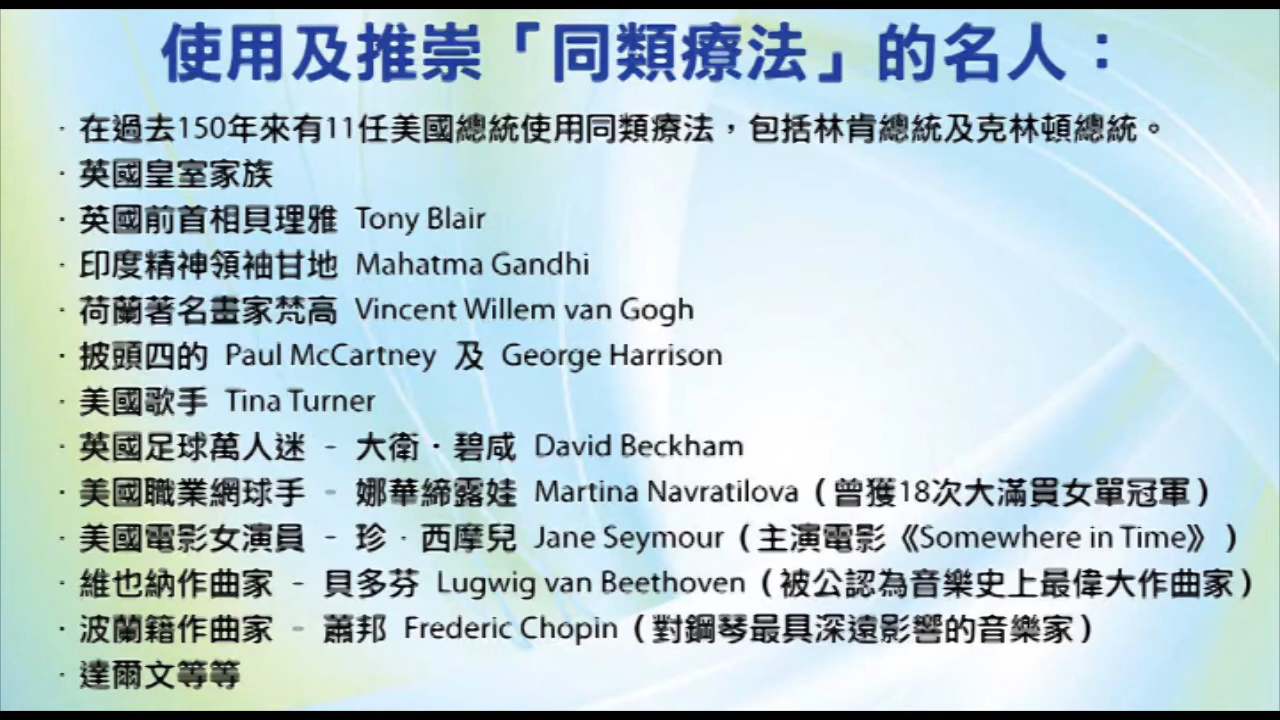 使用及推崇「同類療法」的名人：
· 在過去150年來有11任美國總統使用同類療法，包括林肯總統及克林頓總統。
· 英國皇室家族
· 英國前首相貝理雅 Tony Blair
· 印度精神領袖甘地 Mahatma Gandhi
· 荷蘭著名畫家梵高 Vincent Willem van Gogh
· 披頭四的 Paul McCartney 及 George Harrison
· 美國歌手 Tina Turner
· 英國足球萬人迷 - 大衛·碧咸 David Beckham
· 美國職業網球手 - 娜華締露娃 Martina Navratilova（曾獲18次大滿貫女單冠軍）
· 美國電影女演員 - 珍·西摩兒 Jane Seymour（主演電影《Somewhere in Time》）
· 維也納作曲家 - 貝多芬 Lugwig van Beethoven（被公認為音樂史上最偉大作曲家）
· 波蘭籍作曲家 - 蕭邦 Frederic Chopin（對鋼琴最具深遠影響的音樂家）
· 達爾文等等